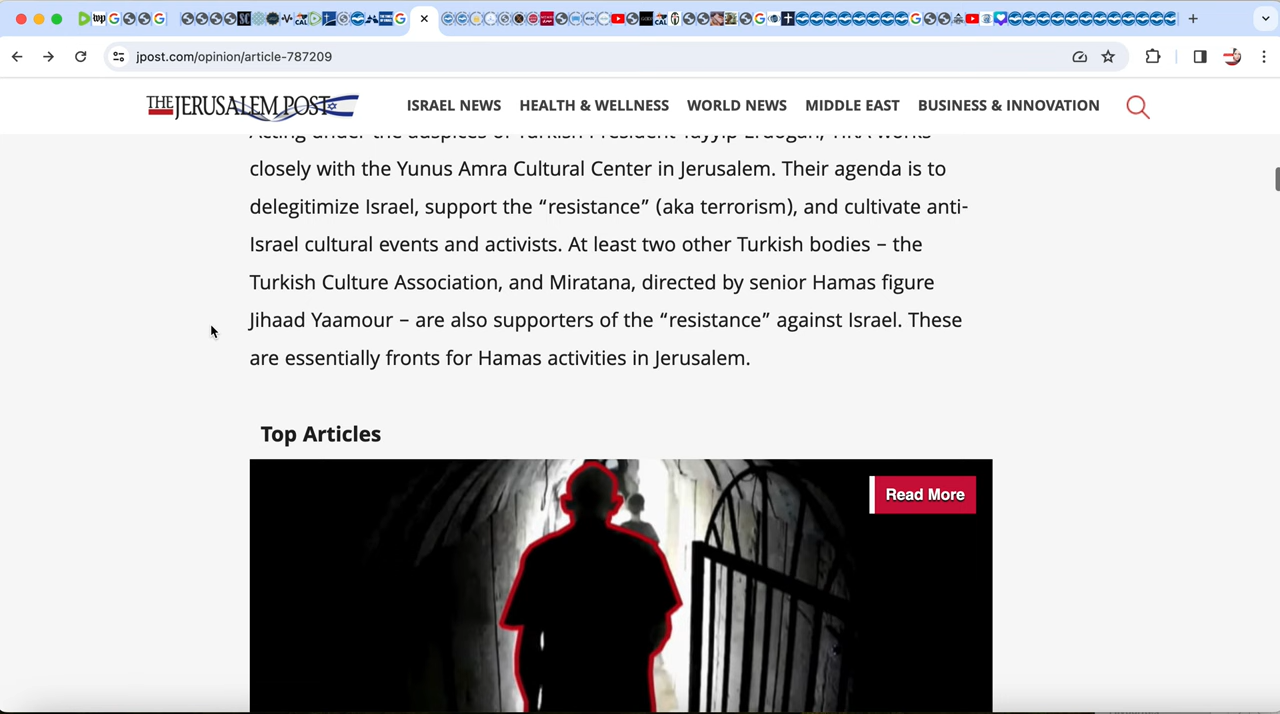 jpost.com/opinion/article-787209
THE JERUSALEM POST
ISRAEL NEWS HEALTH & WELLNESS WORLD NEWS MIDDLE EAST BUSINESS & INNOVATION
Acting under the auspices of Turkish President Tayyip Erdogan, TIKA works
closely with the Yunus Amra Cultural Center in Jerusalem. Their agenda is to
delegitimize Israel, support the “resistance” (aka terrorism), and cultivate anti-
Israel cultural events and activists. At least two other Turkish bodies – the
Turkish Culture Association, and Miratana, directed by senior Hamas figure
Jihaad Yaamour – are also supporters of the “resistance” against Israel. These
are essentially fronts for Hamas activities in Jerusalem.
Top Articles
Read More